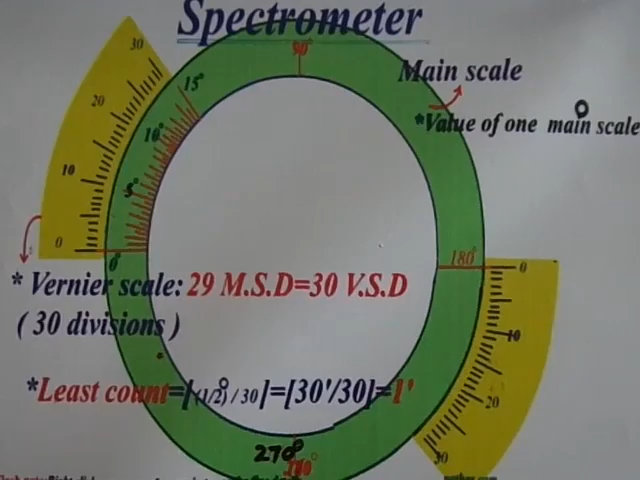 Spectrometer
30
90°
15°
Main scale
20
10°
*Value of one main scale
10
5°
0
0°
180°
0
* Vernier scale: 29 M.S.D=30 V.S.D
( 30 divisions )
10
*Least count=[(1/2)° / 30 ]=[30'/30]=1'
20
270°
30